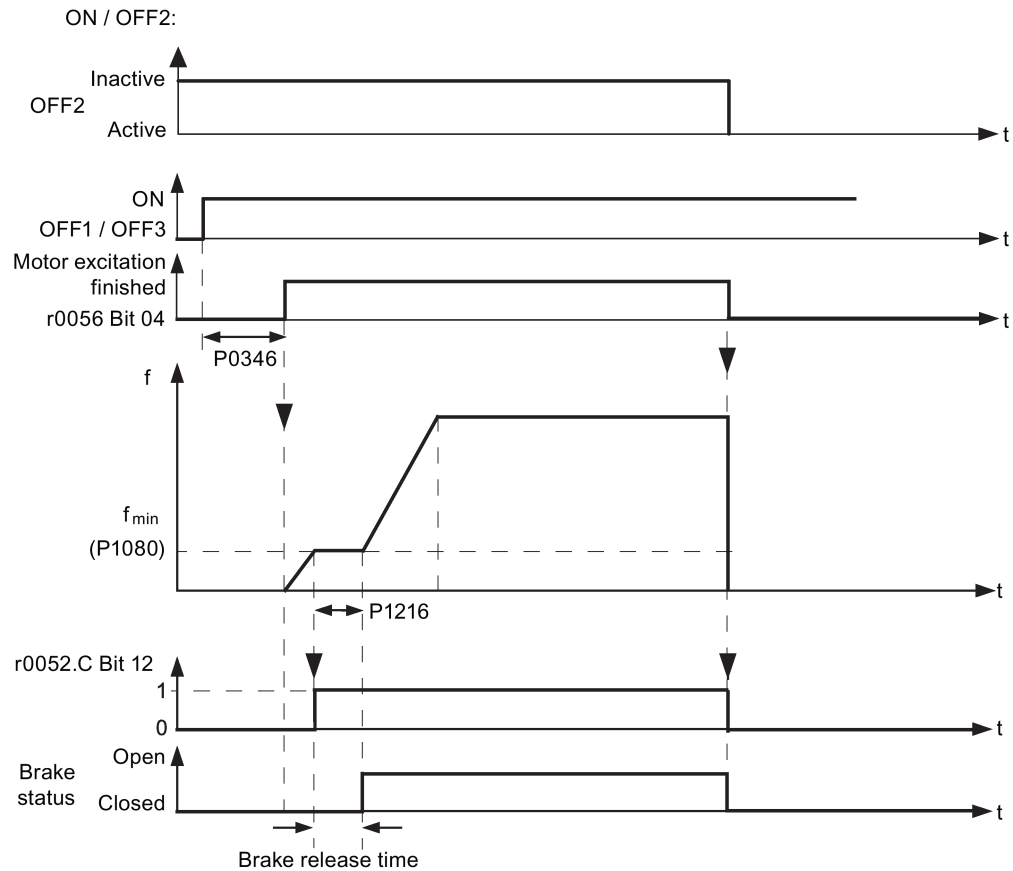 ON / OFF2:
Inactive
OFF2
Active
t
ON
OFF1 / OFF3
t
Motor excitation
finished
r0056 Bit 04
t
P0346
f
fmin
(P1080)
t
P1216
r0052.C Bit 12
1
0
t
Open
Brake
status
Closed
t
Brake release time